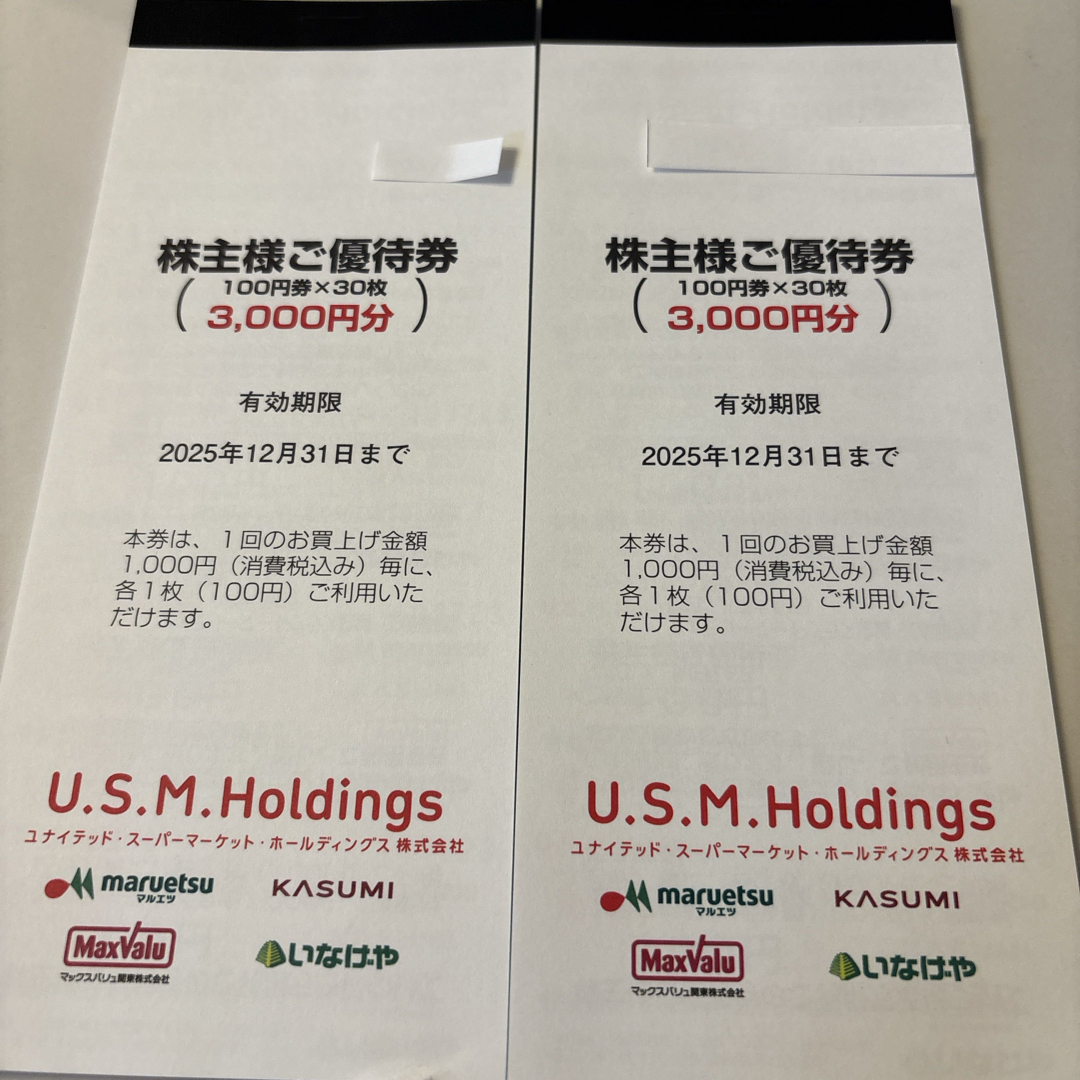 株主様ご優待券
100円券×30枚
3,000円分
有効期限
2025年12月31日まで
本券は、1回のお買上げ金額
1,000円（消費税込み）毎に、
各1枚（100円）ご利用いた
だけます。
U.S.M.Holdings
ユナイテッド・スーパーマーケット・ホールディングス 株式会社
maruetsu
マルエツ
KASUMI
MaxValu
マックスバリュ関東株式会社
いなげや
株主様ご優待券
100円券×30枚
3,000円分
有効期限
2025年12月31日まで
本券は、1回のお買上げ金額
1,000円（消費税込み）毎に、
各1枚（100円）ご利用いた
だけます。
U.S.M.Holdings
ユナイテッド・スーパーマーケット・ホールディングス 株式会社
maruetsu
マルエツ
KASUMI
MaxValu
マックスバリュ関東株式会社
いなげや